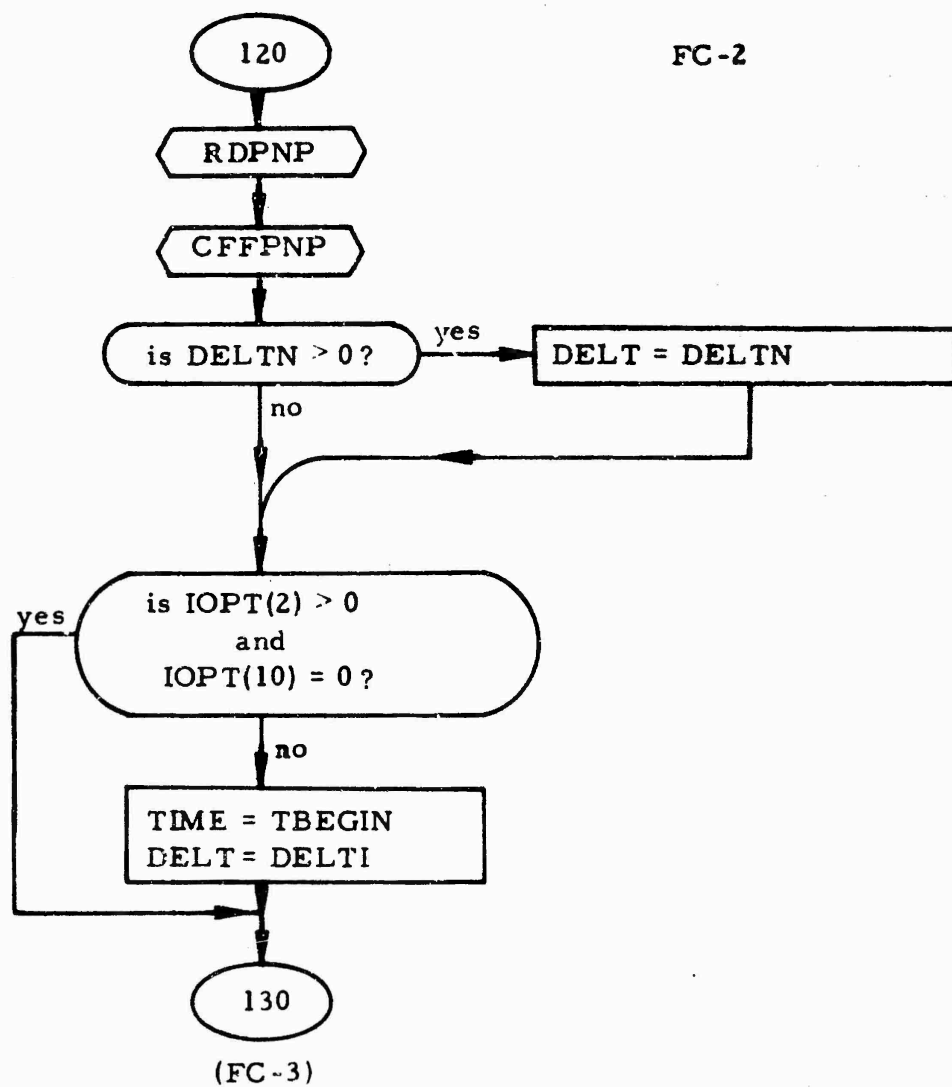 120
FC-2
RDPNP
CFFPNP
is DELTN > 0?
yes
DELT = DELTN
no
yes
is IOPT(2) > 0
and
IOPT(10) = 0?
no
TIME = TBEGIN
DELT = DELTI
130
(FC-3)